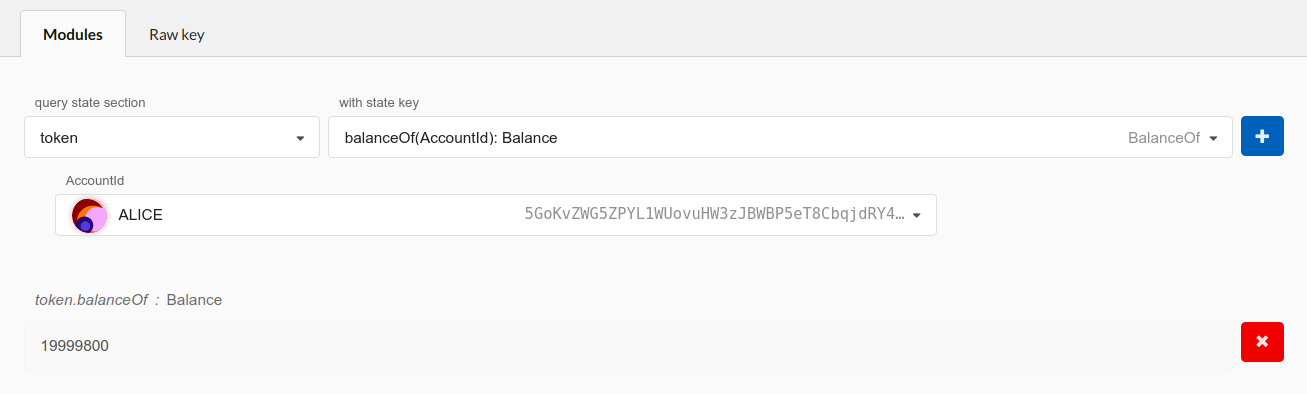 Modules Raw key
query state section with state key
token balanceOf(AccountId): Balance BalanceOf
AccountId
ALICE 5GoKvZWG5ZPYL1WUovuHW3zJBWBP5eT8CbqjdRY4…
token.balanceOf : Balance
19999800